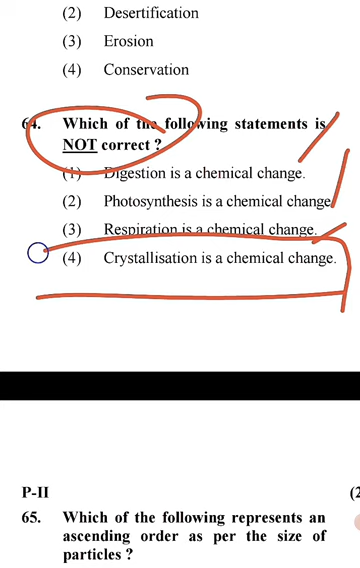 (2) Desertification
(3) Erosion
(4) Conservation
64. Which of the following statements is
NOT correct ?
(1) Digestion is a chemical change.
(2) Photosynthesis is a chemical change.
(3) Respiration is a chemical change.
(4) Crystallisation is a chemical change.
P-II (2
65. Which of the following represents an
ascending order as per the size of
particles ?